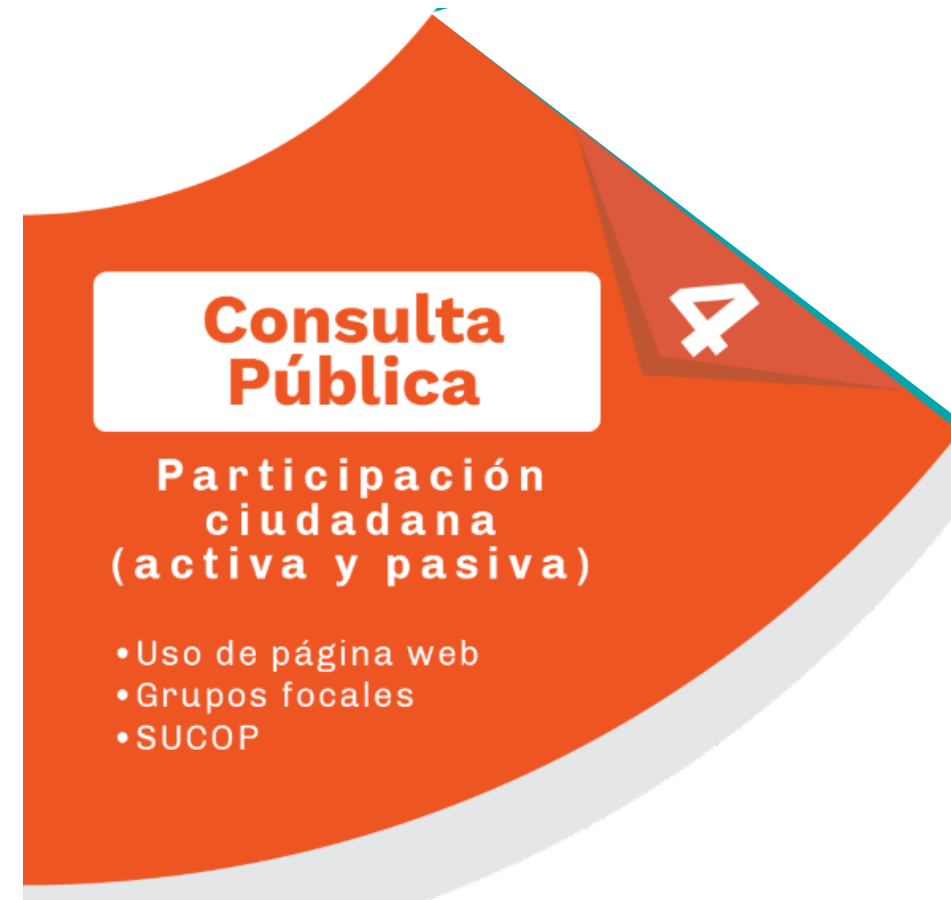 4
Consulta
Pública
Participación
ciudadana
(activa y pasiva)
•Uso de página web
•Grupos focales
•SUCOP